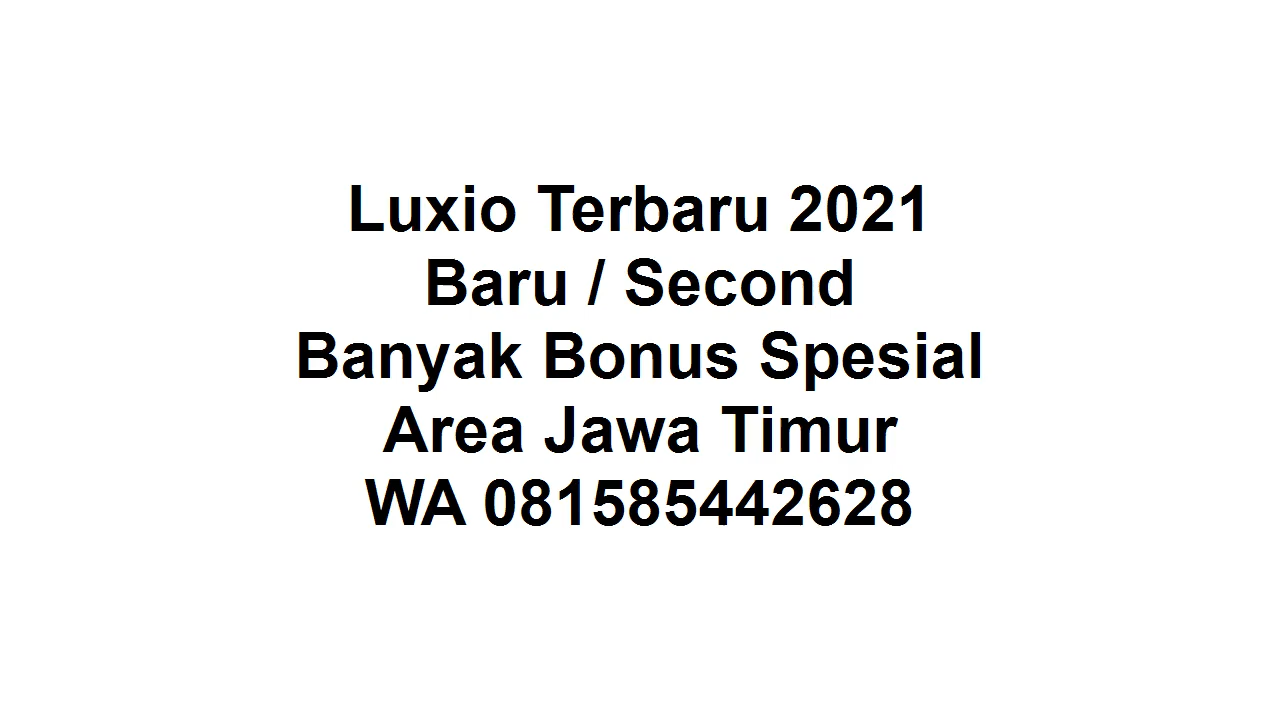 Luxio Terbaru 2021
Baru / Second
Banyak Bonus Spesial
Area Jawa Timur
WA 081585442628